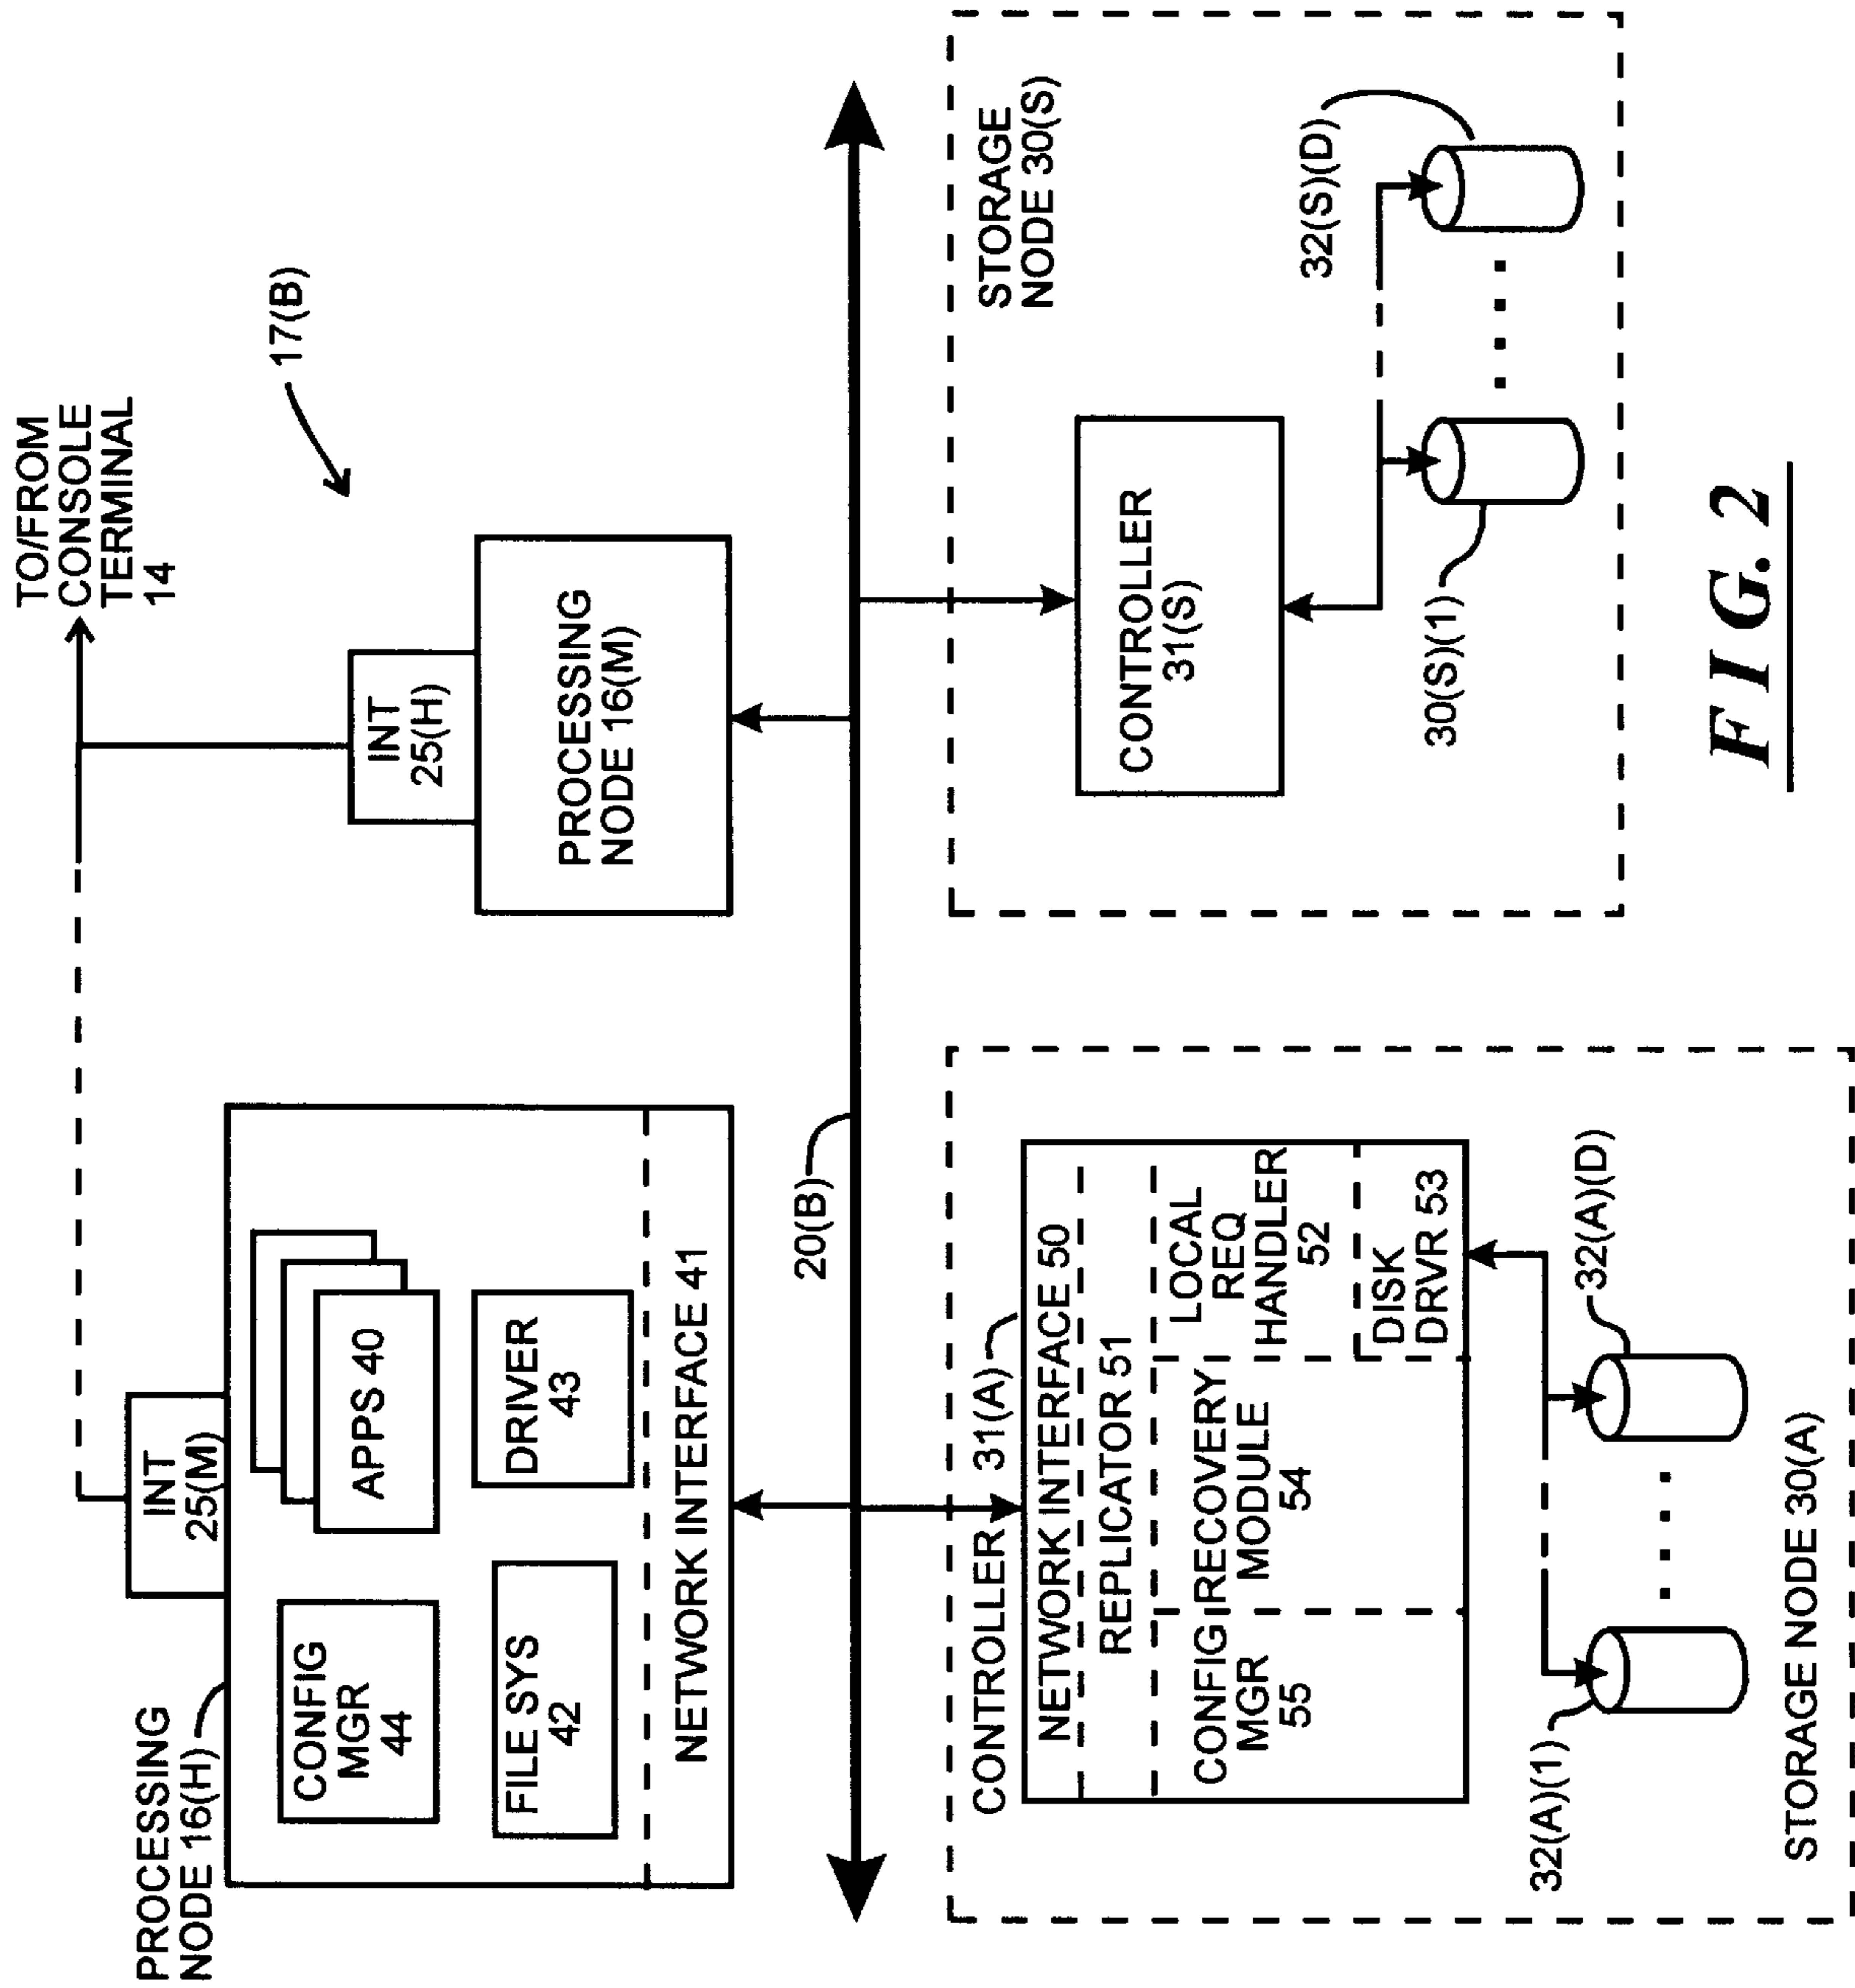 TO/FROM
CONSOLE
TERMINAL
14
17(B)
PROCESSING
NODE 16(H)
INT
25(M)
INT
25(H)
CONFIG
MGR
44
APPS 40
FILE SYS
42
DRIVER
43
NETWORK INTERFACE 41
PROCESSING
NODE 16(M)
20(B)
CONTROLLER 31(A)
NETWORK INTERFACE 50
REPLICATOR 51
CONFIG
MGR
55
RECOVERY
MODULE
54
LOCAL
REQ
HANDLER
52
DISK
DRVR 53
32(A)(1)
32(A)(D)
STORAGE NODE 30(A)
STORAGE
NODE 30(S)
CONTROLLER
31(S)
30(S)(1)
32(S)(D)
FIG. 2